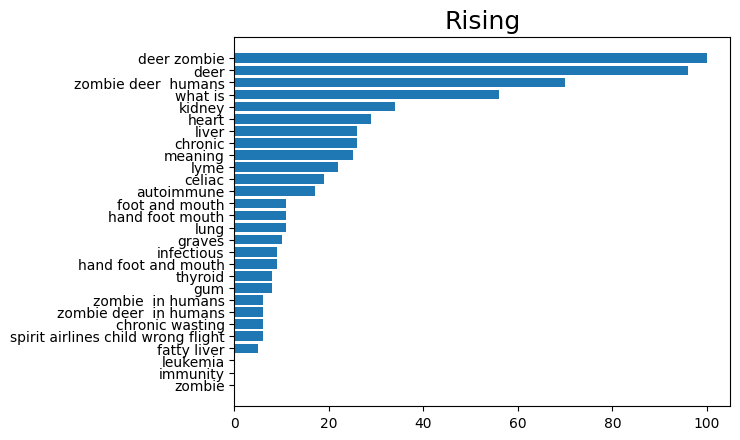 Rising
deer zombie
deer
zombie deer  humans
what is
kidney
heart
liver
chronic
meaning
lyme
celiac
autoimmune
foot and mouth
hand foot mouth
lung
graves
infectious
hand foot and mouth
thyroid
gum
zombie  in humans
zombie deer  in humans
chronic wasting
spirit airlines child wrong flight
fatty liver
leukemia
immunity
zombie
0 20 40 60 80 100